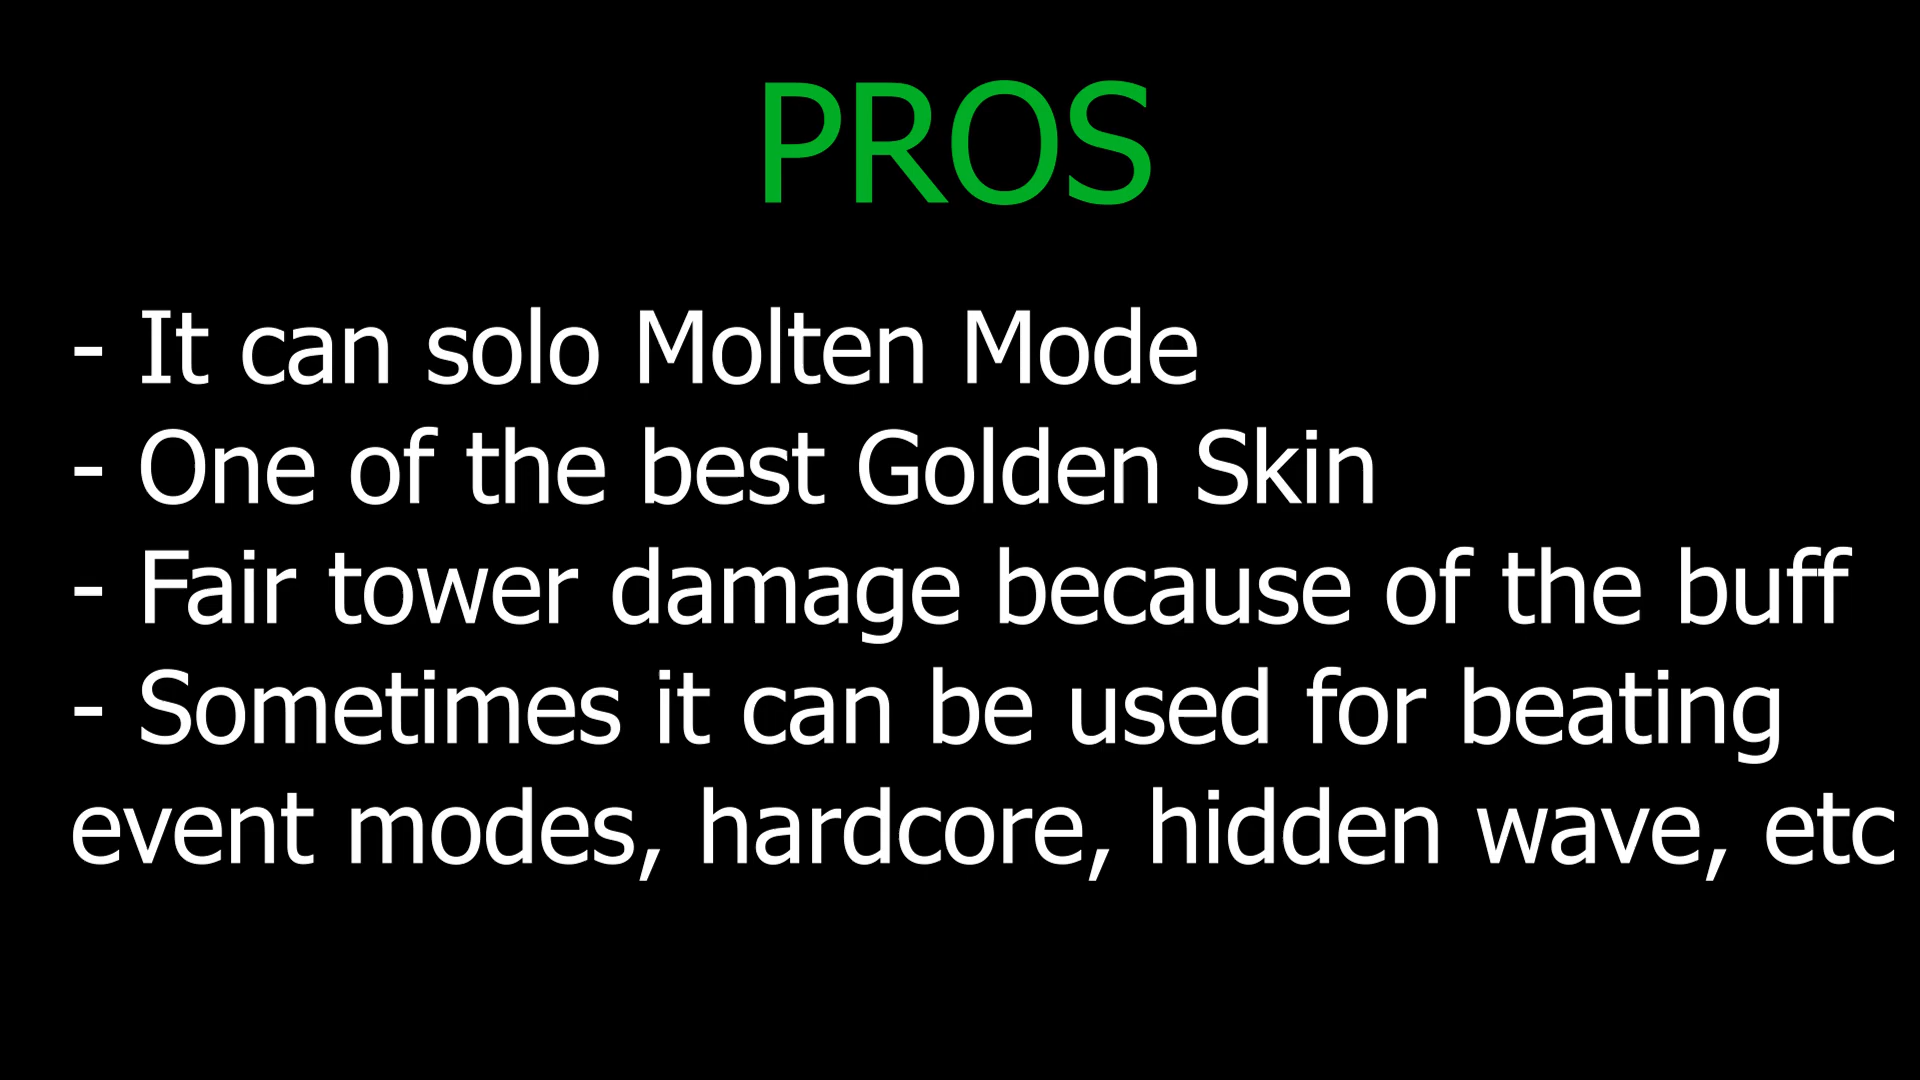 PROS
- It can solo Molten Mode
- One of the best Golden Skin
- Fair tower damage because of the buff
- Sometimes it can be used for beating
event modes, hardcore, hidden wave, etc